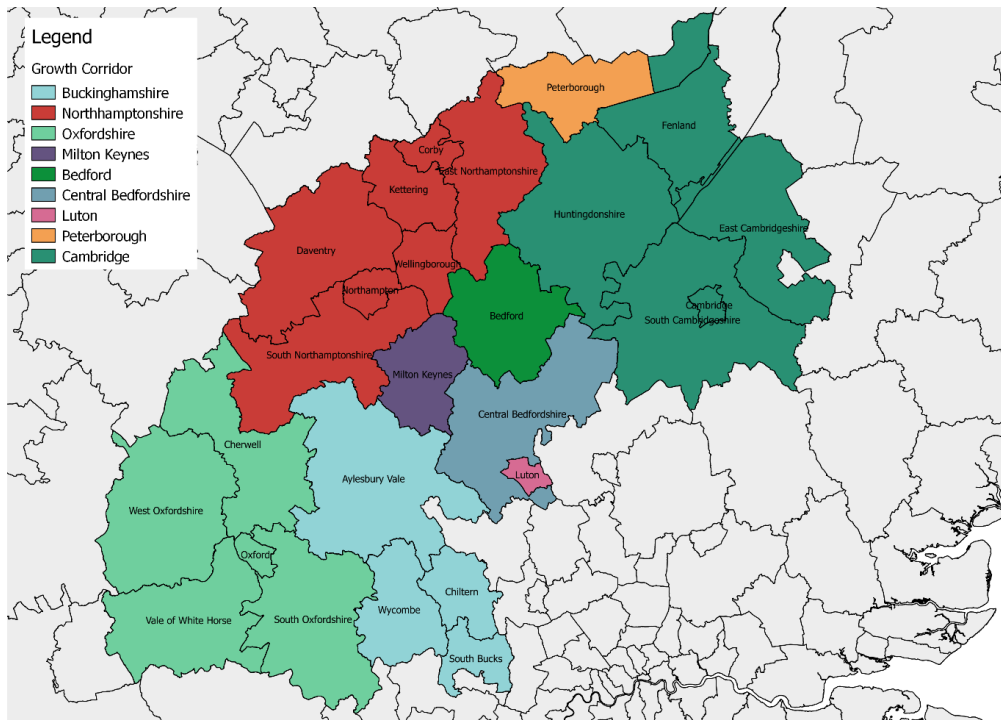 Legend
Growth Corridor
Buckinghamshire
Northhamptonshire
Oxfordshire
Milton Keynes
Bedford
Central Bedfordshire
Luton
Peterborough
Cambridge
Peterborough
Fenland
Corby
East Northamptonshire
Kettering
Huntingdonshire
East Cambridgeshire
Daventry
Wellingborough
Northampton
Cambridge
Bedford
South Cambridgeshire
South Northamptonshire
Milton Keynes
Central Bedfordshire
Cherwell
Luton
Aylesbury Vale
West Oxfordshire
Oxford
Chiltern
Wycombe
Vale of White Horse
South Oxfordshire
South Bucks